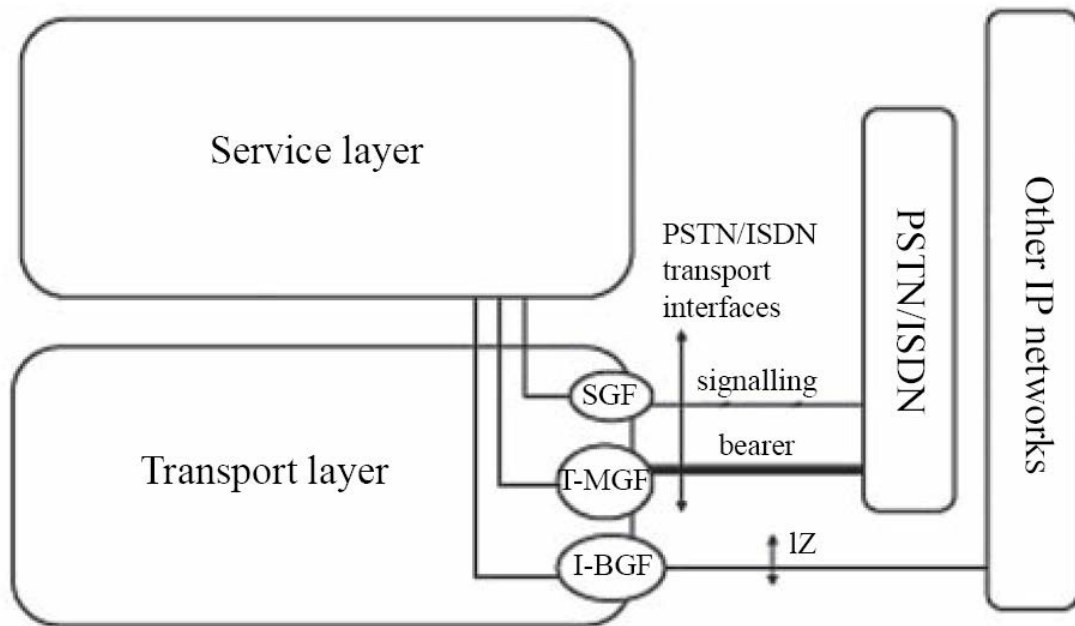 Service layer
PSTN/ISDN
transport
interfaces
PSTN/ISDN
Other IP networks
SGF
signalling
Transport layer
T-MGF
bearer
I-BGF
lZ